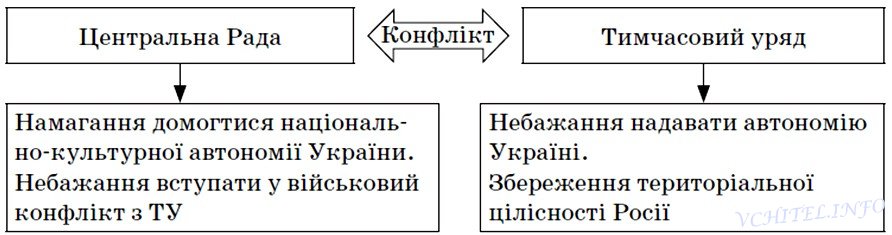 Центральна Рада
Конфлікт
Тимчасовий уряд
Намагання домогтися національ-
но-культурної автономії України.
Небажання вступати у військовий
конфлікт з ТУ
Небажання надавати автономію
Україні.
Збереження територіальної
цілісності Росії
VCHITEL.INFO